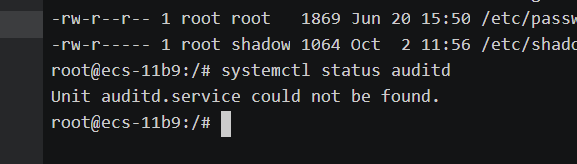 -rw-r--r-- 1 root root   1869 Jun 20 15:50 /etc/passw
-rw-r----- 1 root shadow 1064 Oct  2 11:56 /etc/shado
root@ecs-11b9:/# systemctl status auditd
Unit auditd.service could not be found.
root@ecs-11b9:/#